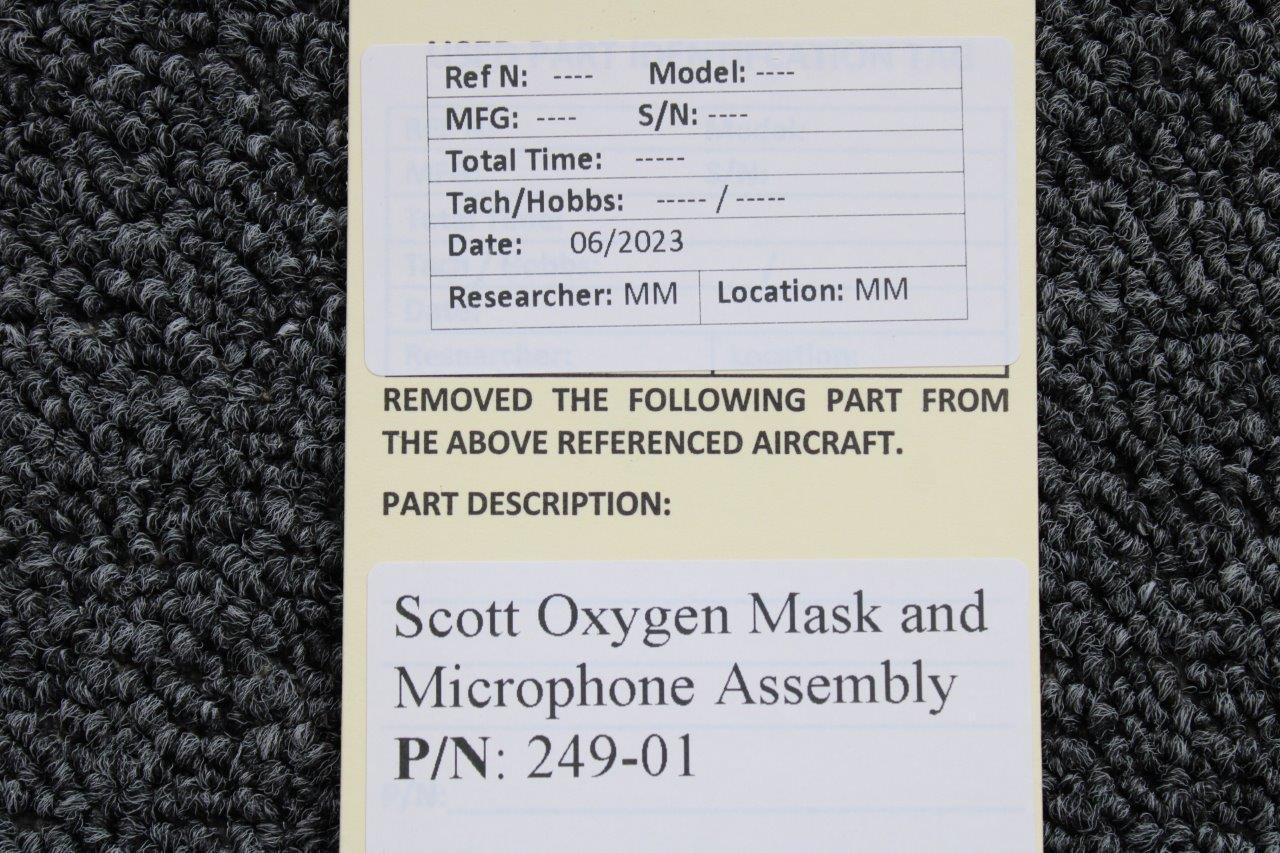 Ref N: ---- Model: ----
MFG: ---- S/N: ----
Total Time: -----
Tach/Hobbs: ----- / -----
Date: 06/2023
Researcher: MM Location: MM
REMOVED THE FOLLOWING PART FROM
THE ABOVE REFERENCED AIRCRAFT.
PART DESCRIPTION:
Scott Oxygen Mask and
Microphone Assembly
P/N: 249-01